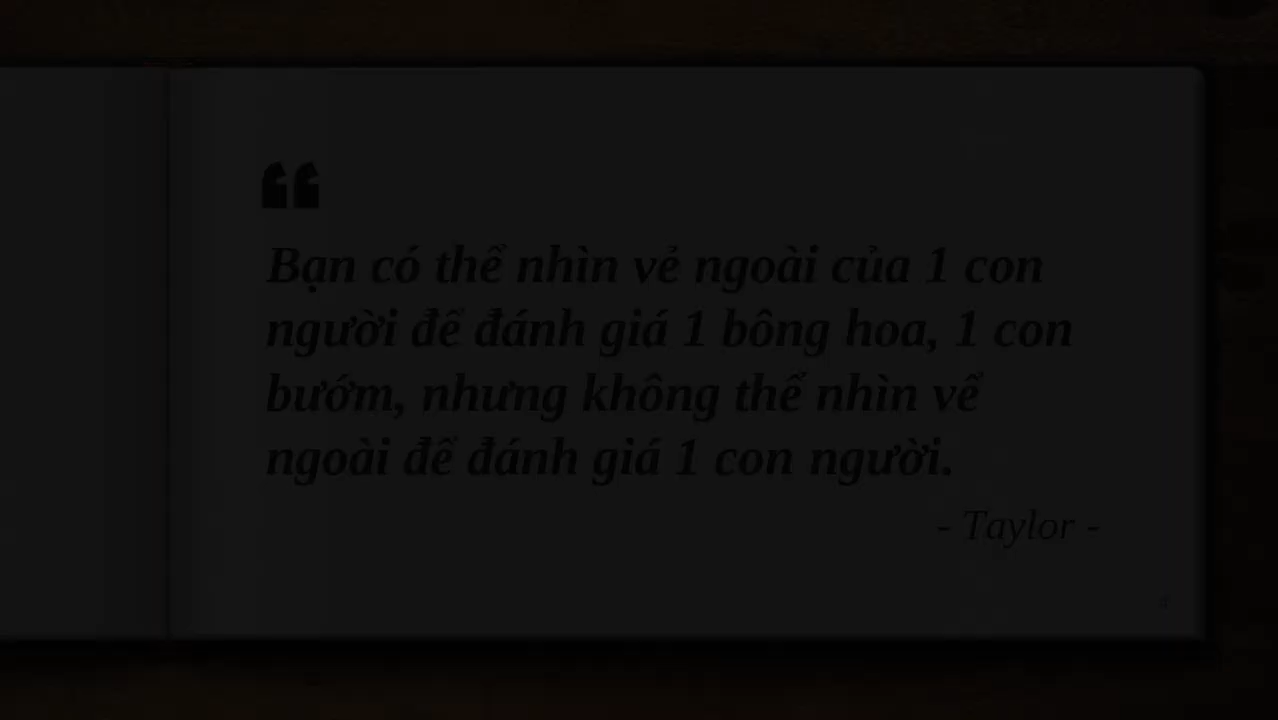 “
Bạn có thể nhìn vẻ ngoài của 1 con
người để đánh giá 1 bông hoa, 1 con
bướm, nhưng không thể nhìn vể
ngoài để đánh giá 1 con người.
- Taylor -